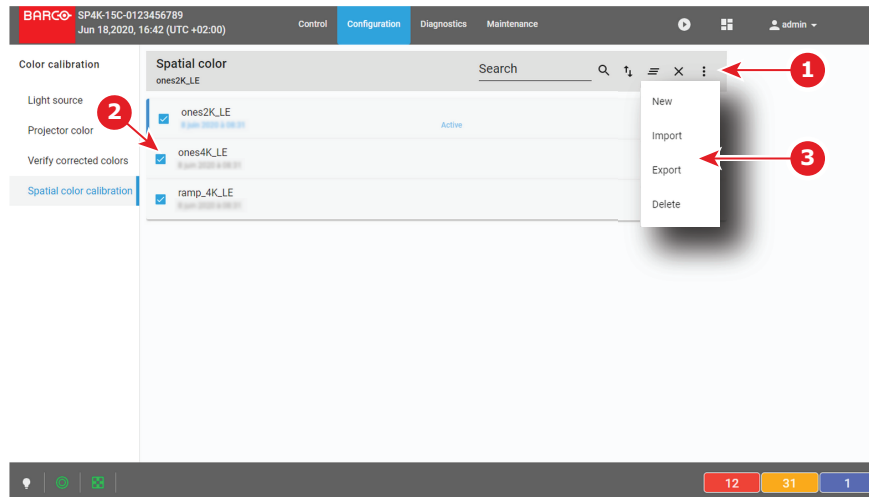 BARCO SP4K-15C-0123456789
Jun 18,2020, 16:42 (UTC +02:00)
Control Configuration Diagnostics Maintenance admin
Color calibration
Light source
Projector color
Verify corrected colors
Spatial color calibration
Spatial color
ones2K_LE
Search
1
2
ones2K_LE
Active
ones4K_LE
ramp_4K_LE
New
Import
Export
Delete
3
12 31 1